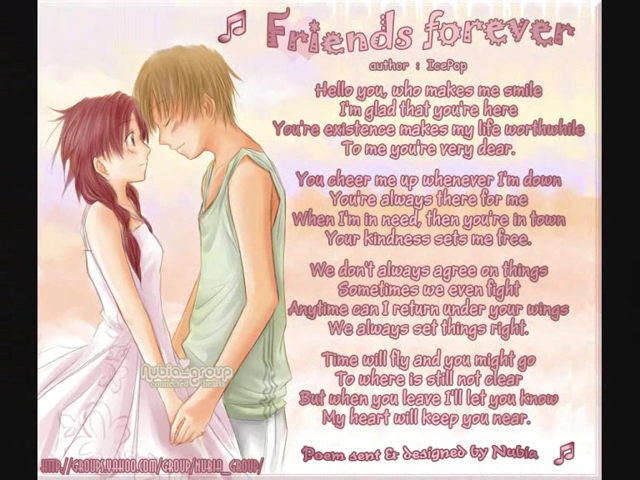 Friends forever
author : IcePop
Hello you, who makes me smile
I'm glad that you're here
You're existence makes my life worthwhile
To me you're very dear.
You cheer me up whenever I'm down
You're always there for me
When I'm in need, then you're in town
Your kindness sets me free.
We don't always agree on things
Sometimes we even fight
Anytime can I return under your wings
We always set things right.
Time will fly and you might go
To where is still not clear
But when you leave I'll let you know
My heart will keep you near.
Nubia_group
Poem sent & designed by Nubia
HTTP://GROUPS.YAHOO.COM/GROUP/NUBIA_GROUP/